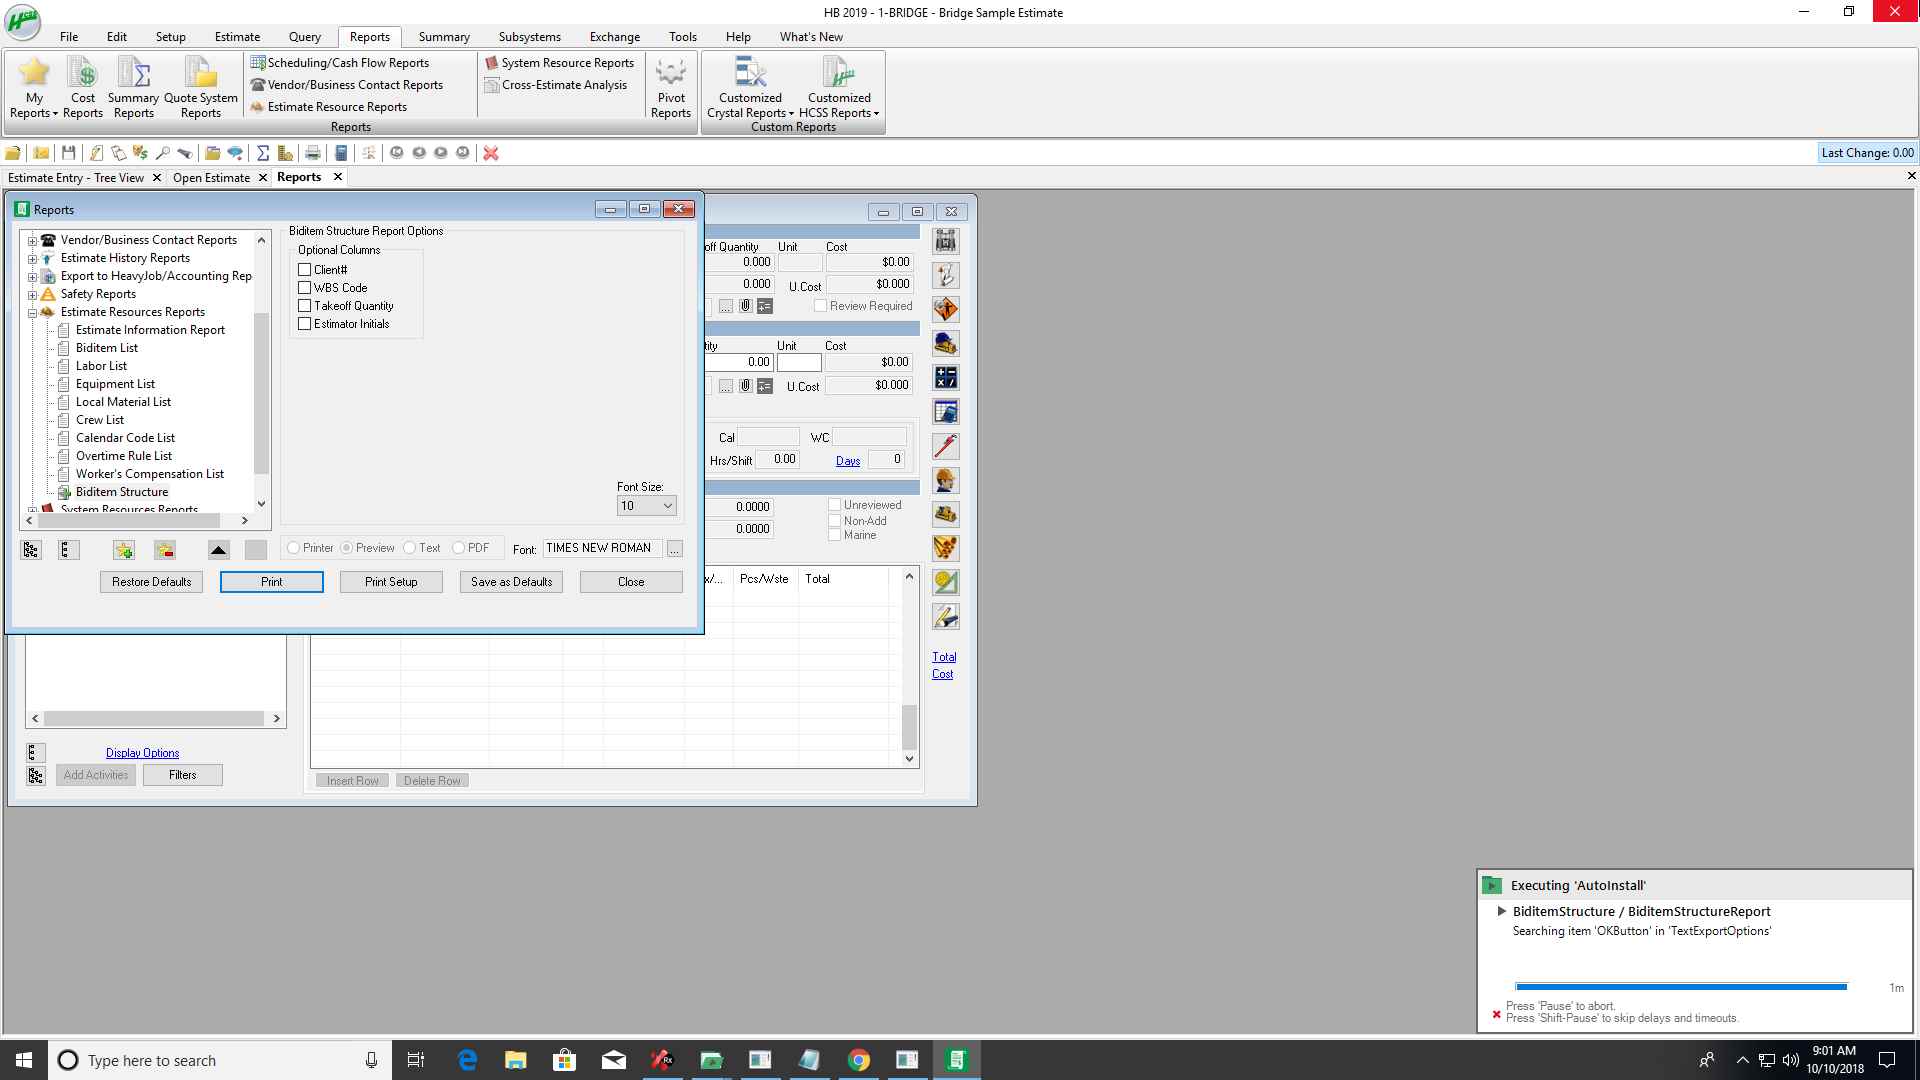 HB 2019 - 1-BRIDGE - Bridge Sample Estimate
File Edit Setup Estimate Query Reports Summary Subsystems Exchange Tools Help What's New
My Reports
Cost Reports
Summary Reports
Quote System Reports
Scheduling/Cash Flow Reports
Vendor/Business Contact Reports
Estimate Resource Reports
System Resource Reports
Cross-Estimate Analysis
Pivot Reports
Customized Crystal Reports
Customized HCSS Reports
Reports
Custom Reports
Last Change: 0.00
Estimate Entry - Tree View
Open Estimate
Reports
Reports
Vendor/Business Contact Reports
Estimate History Reports
Export to HeavyJob/Accounting Rep
Safety Reports
Estimate Resources Reports
Estimate Information Report
Biditem List
Labor List
Equipment List
Local Material List
Crew List
Calendar Code List
Overtime Rule List
Worker's Compensation List
Biditem Structure
System Resources Reports
Biditem Structure Report Options
Optional Columns
Client#
WBS Code
Takeoff Quantity
Estimator Initials
Font Size:
10
Printer Preview Text PDF
Font: TIMES NEW ROMAN ...
Restore Defaults Print Print Setup Save as Defaults Close
off Quantity Unit Cost
0.000 $0.00
0.000 U.Cost $0.000
... Review Required
tity Unit Cost
0.00 $0.00
... U.Cost $0.000
Cal WC
Hrs/Shift 0.00 Days 0
0.0000 Unreviewed
Non-Add
0.0000 Marine
x/... Pcs/Wste Total
Total
Cost
Display Options
Add Activities Filters
Insert Row Delete Row
Executing 'AutoInstall'
BiditemStructure / BiditemStructureReport
Searching item 'OKButton' in 'TextExportOptions'
1m
Press 'Pause' to abort.
Press 'Shift-Pause' to skip delays and timeouts.
Type here to search
9:01 AM
10/10/2018